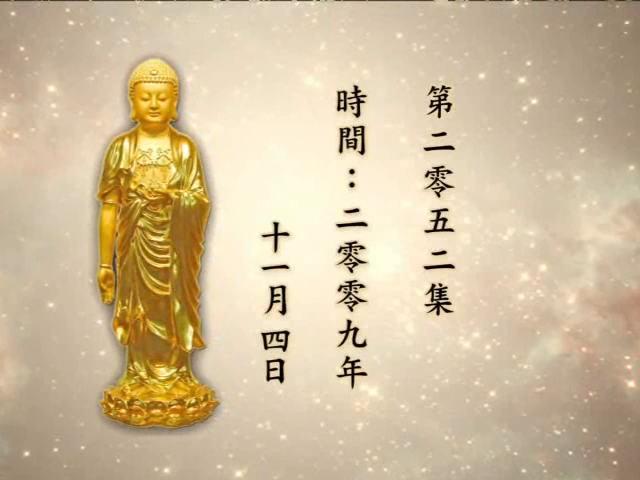 第二零五二集
時間：二零零九年
十一月四日